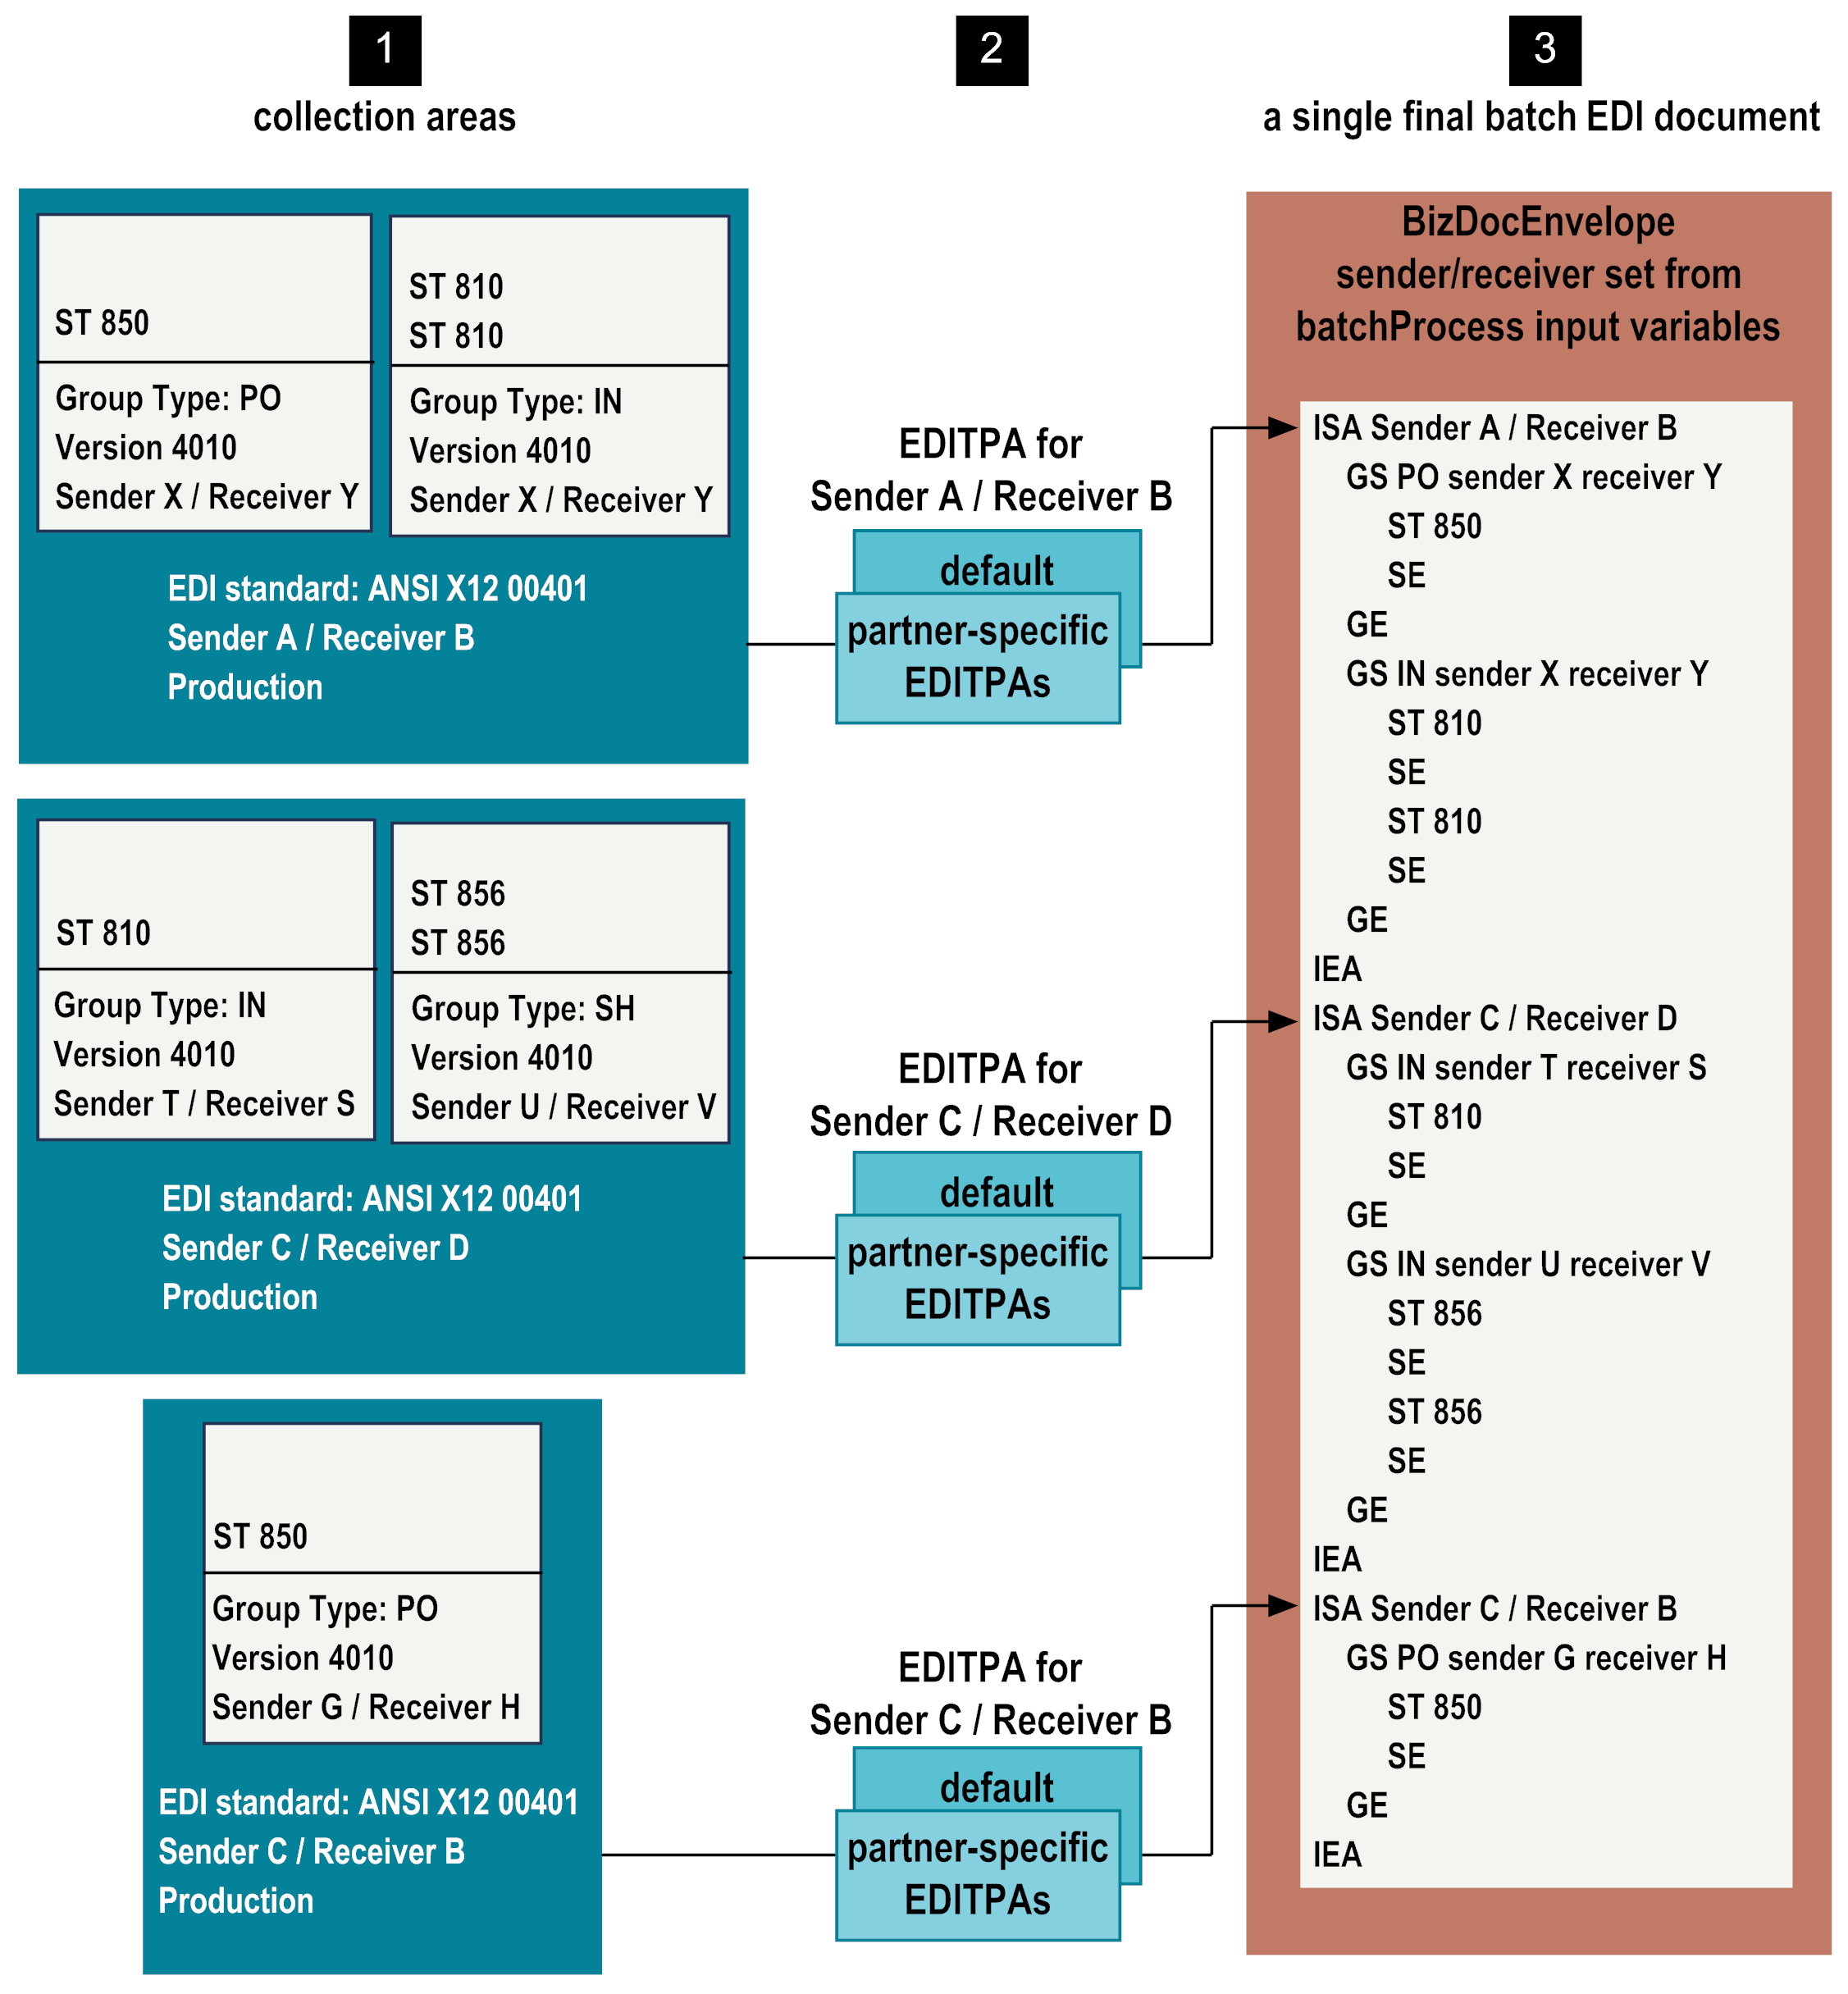 1
collection areas
2
3
a single final batch EDI document
ST 850
Group Type: PO
Version 4010
Sender X / Receiver Y
ST 810
ST 810
Group Type: IN
Version 4010
Sender X / Receiver Y
EDI standard: ANSI X12 00401
Sender A / Receiver B
Production
ST 810
Group Type: IN
Version 4010
Sender T / Receiver S
ST 856
ST 856
Group Type: SH
Version 4010
Sender U / Receiver V
EDI standard: ANSI X12 00401
Sender C / Receiver D
Production
ST 850
Group Type: PO
Version 4010
Sender G / Receiver H
EDI standard: ANSI X12 00401
Sender C / Receiver B
Production
EDITPA for
Sender A / Receiver B
default
partner-specific
EDITPAs
EDITPA for
Sender C / Receiver D
default
partner-specific
EDITPAs
EDITPA for
Sender C / Receiver B
default
partner-specific
EDITPAs
BizDocEnvelope
sender/receiver set from
batchProcess input variables
ISA Sender A / Receiver B
GS PO sender X receiver Y
ST 850
SE
GE
GS IN sender X receiver Y
ST 810
SE
ST 810
SE
GE
IEA
ISA Sender C / Receiver D
GS IN sender T receiver S
ST 810
SE
GE
GS IN sender U receiver V
ST 856
SE
ST 856
SE
GE
IEA
ISA Sender C / Receiver B
GS PO sender G receiver H
ST 850
SE
GE
IEA